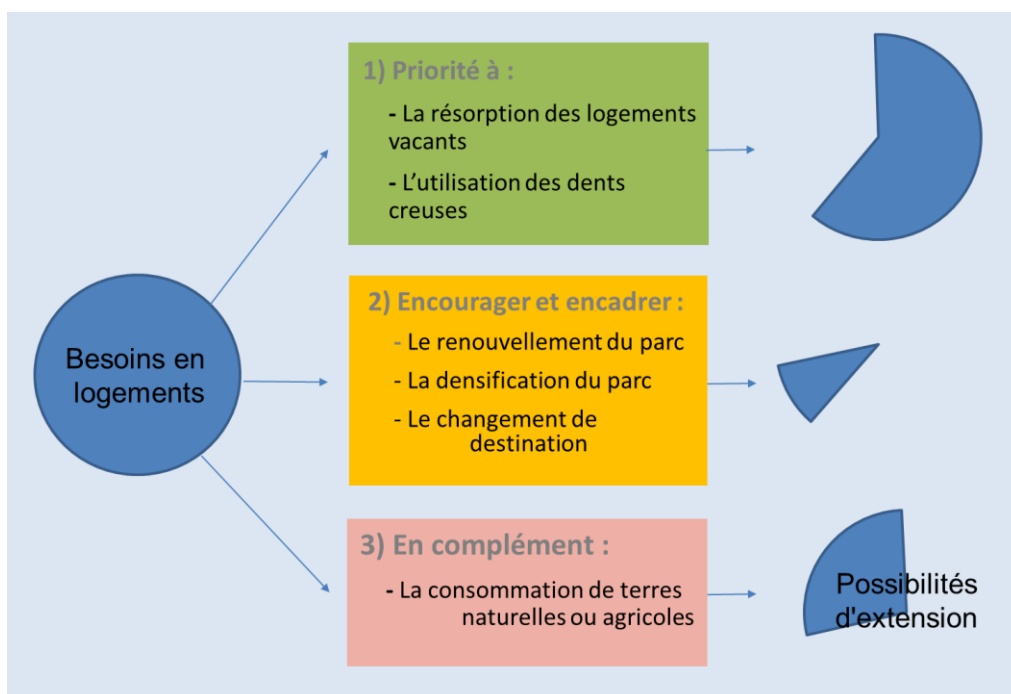 Besoins en
logements
1) Priorité à :
- La résorption des logements
vacants
- L'utilisation des dents
creuses
2) Encourager et encadrer :
- Le renouvellement du parc
- La densification du parc
- Le changement de
destination
3) En complément :
- La consommation de terres
naturelles ou agricoles
Possibilités
d'extension